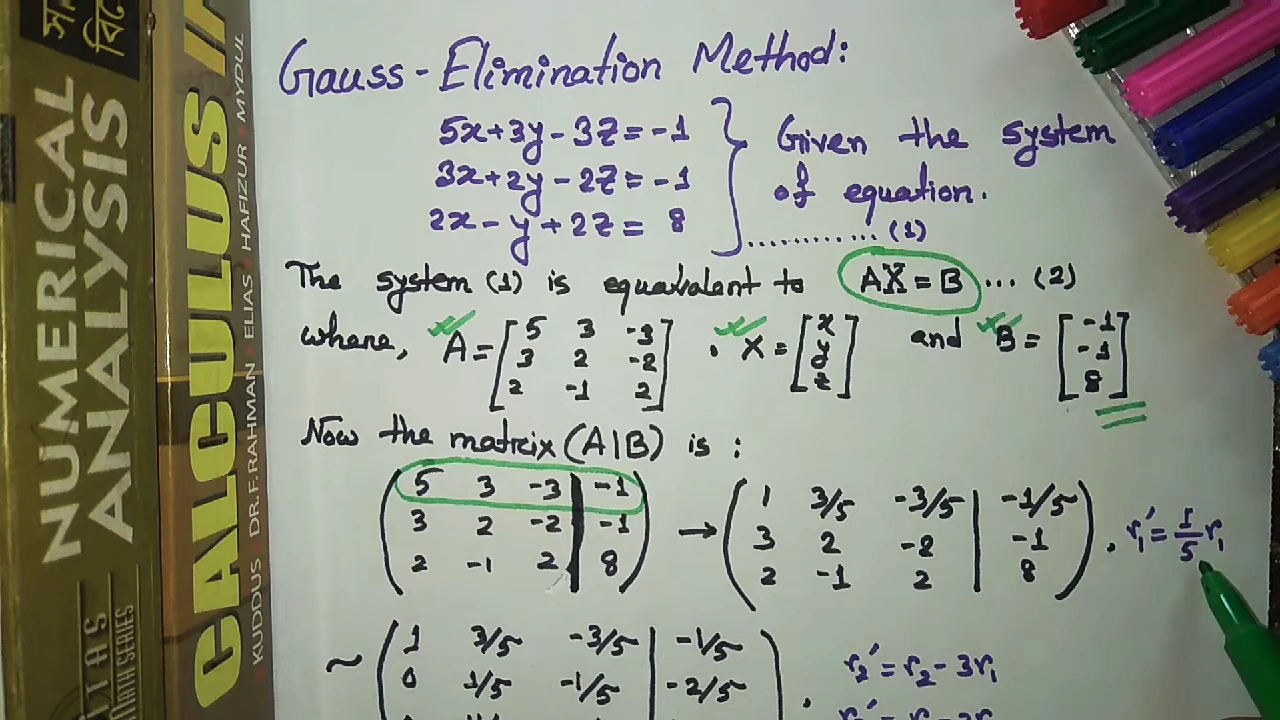 সং
বি
NUMERICAL
ANALYSIS
MATH SERIES
CALCULUS
KUDDUS DR.F.RAHMAN ELIAS HAFIZUR MYDUL
Gauss-Elimination Method:
5x+3y-3z=-1
3x+2y-2z=-1
2x-y+2z= 8
Given the system
of equation.
............. (1)
The system (1) is equavalent to AX=B ... (2)
where, A = [5 3 -3 . X = [x and B = [-1
3 2 -2 y -1
2 -1 2] z] 8]
Now the matrix (A|B) is :
(5 3 -3 | -1 → (1 3/5 -3/5 | -1/5
3 2 -2 | -1 3 2 -2 | -1 . r₁' = 1/5 r₁
2 -1 2 | 8) 2 -1 2 | 8)
~ (1 3/5 -3/5 | -1/5
0 1/5 -1/5 | -2/5 . r₂' = r₂ - 3r₁